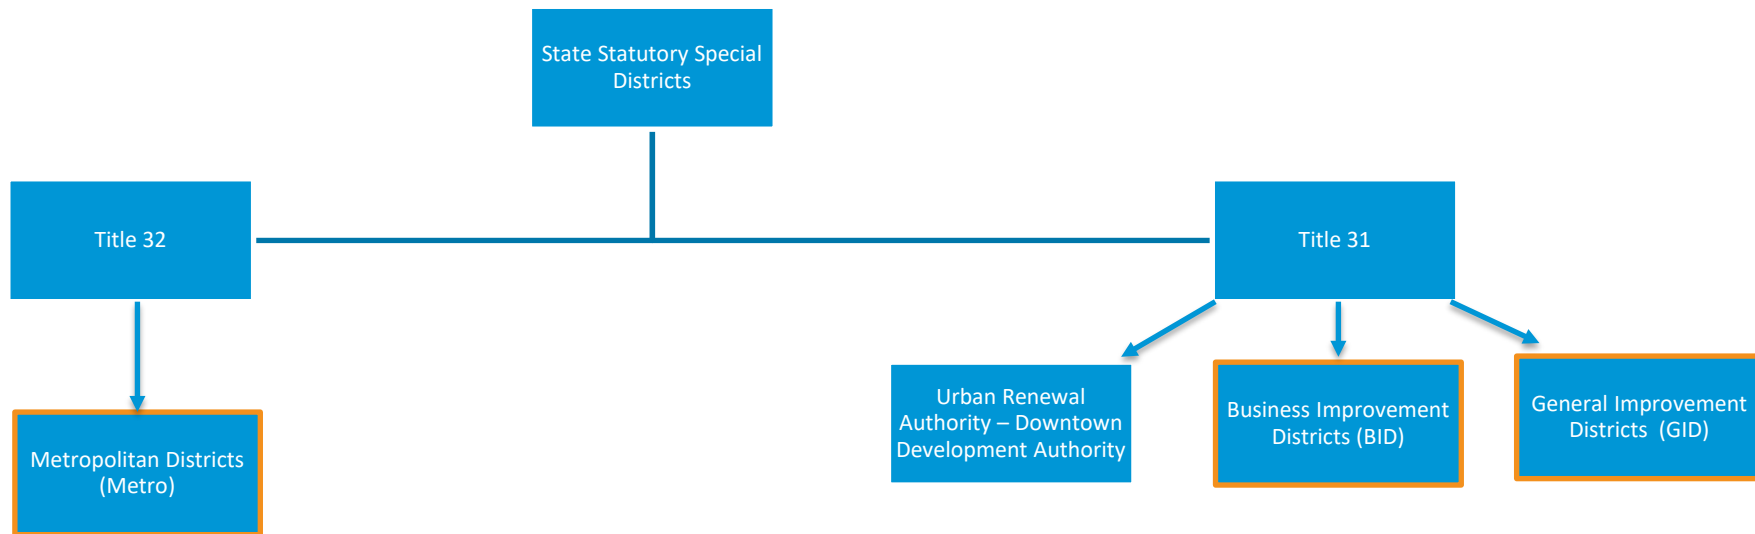 State Statutory Special
Districts
Title 32
Title 31
Urban Renewal
Authority – Downtown
Development Authority
Business Improvement
Districts (BID)
General Improvement
Districts (GID)
Metropolitan Districts
(Metro)